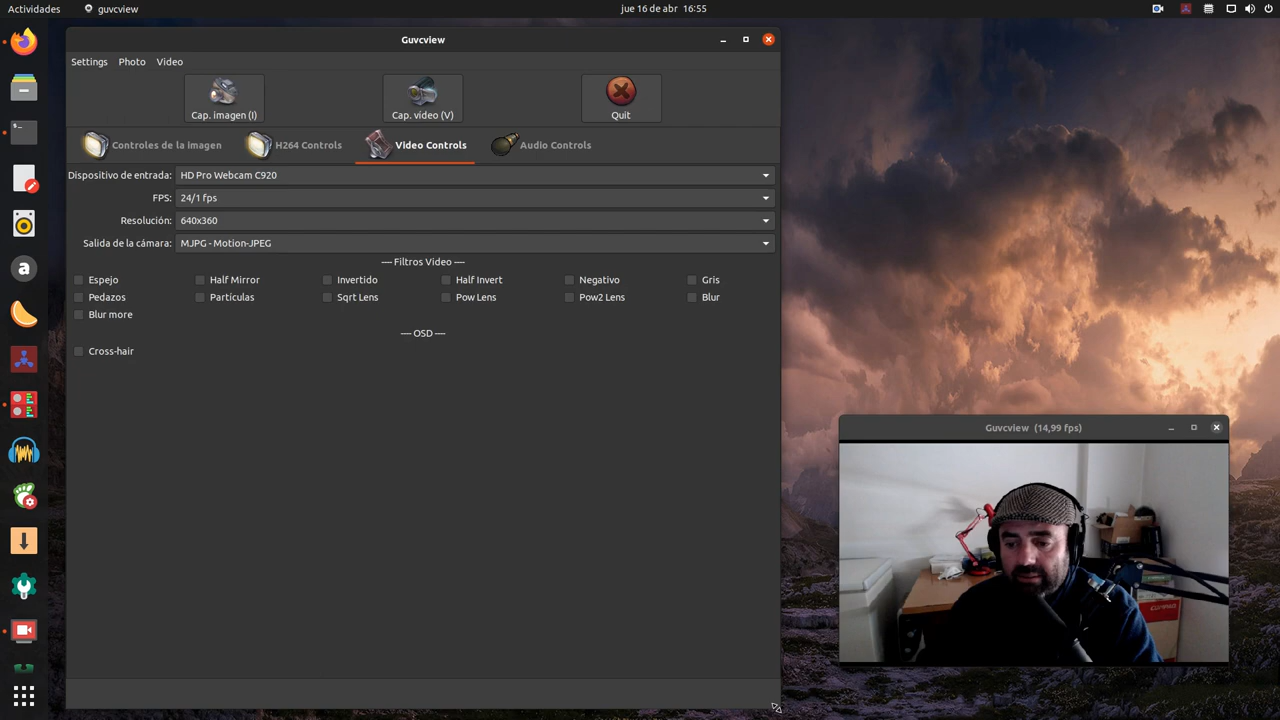 Actividades guvcview jue 16 de abr 16:55
Guvcview
Settings Photo Video
Cap. imagen (I) Cap. vídeo (V) Quit
Controles de la imagen H264 Controls Video Controls Audio Controls
Dispositivo de entrada: HD Pro Webcam C920
FPS: 24/1 fps
Resolución: 640x360
Salida de la cámara: MJPG - Motion-JPEG
---- Filtros Vídeo ----
Espejo Half Mirror Invertido Half Invert Negativo Gris
Pedazos Partículas Sqrt Lens Pow Lens Pow2 Lens Blur
Blur more
---- OSD ----
Cross-hair
Guvcview (14,99 fps)
a